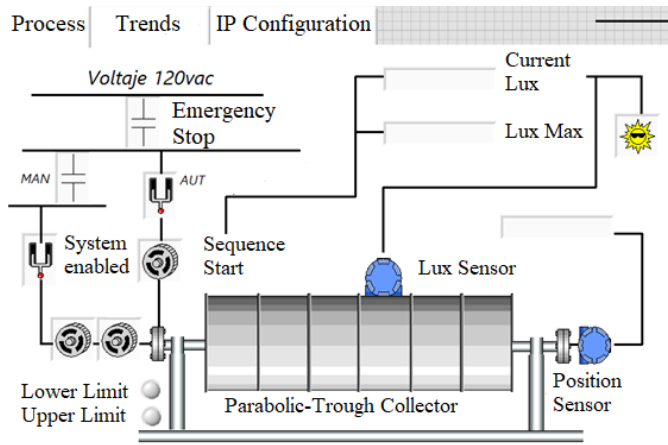 Process
Trends
IP Configuration
Voltaje 120vac
Emergency
Stop
Current
Lux
Lux Max
MAN
AUT
System
enabled
Sequence
Start
Lux Sensor
Lower Limit
Upper Limit
Parabolic-Trough Collector
Position
Sensor